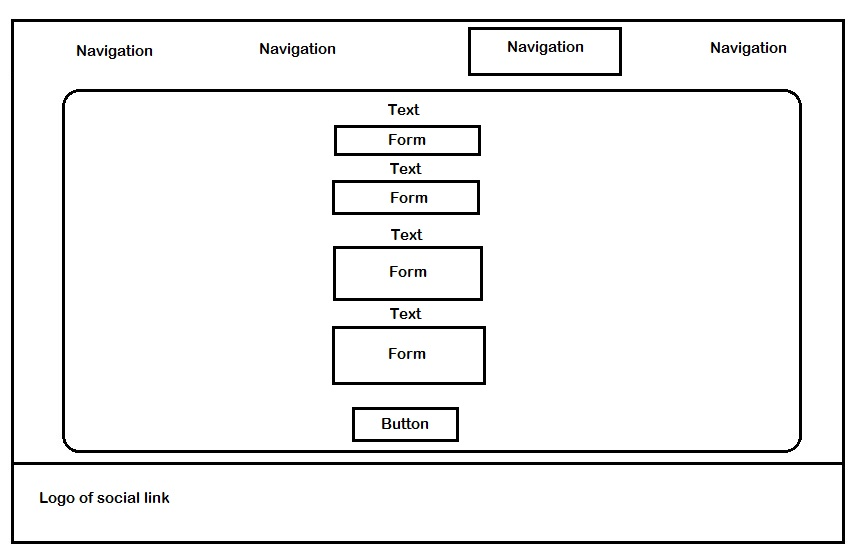 Navigation Navigation Navigation Navigation
Text
Form
Text
Form
Text
Form
Text
Form
Button
Logo of social link